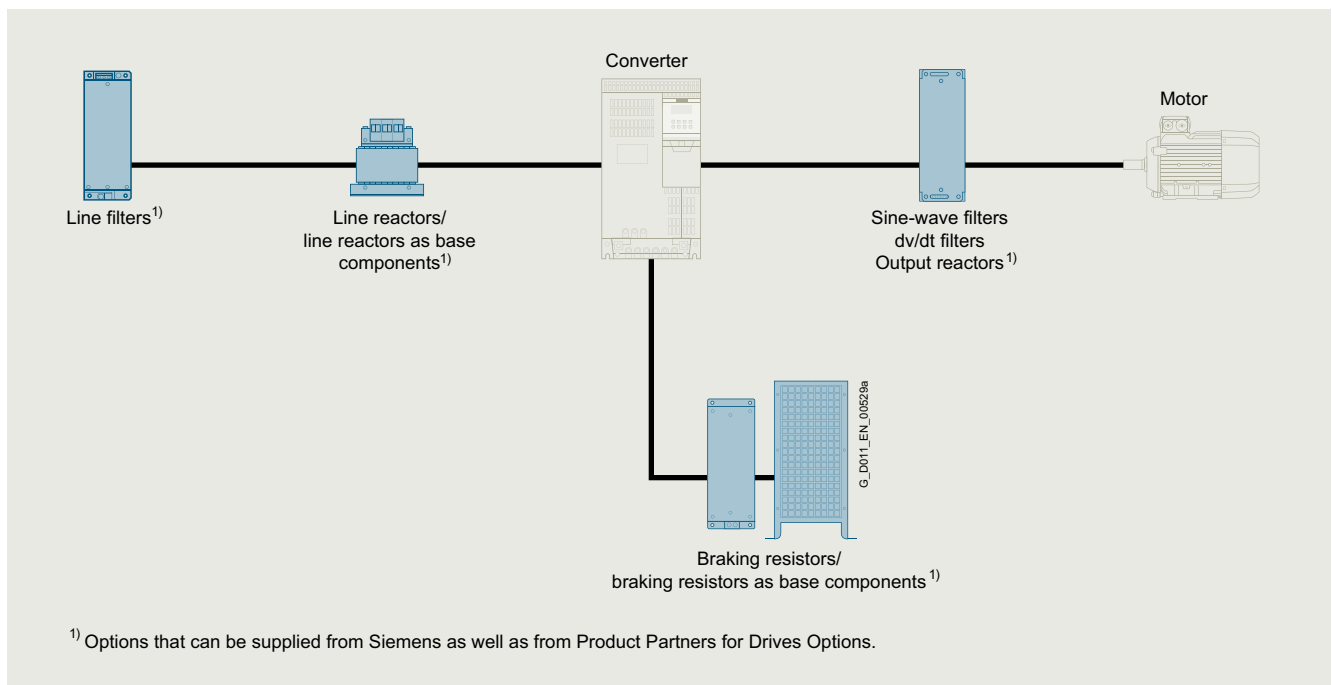 Converter
Motor
Line filters1)
Line reactors/
line reactors as base
components1)
Sine-wave filters
dv/dt filters
Output reactors 1)
G_D011_EN_00529a
Braking resistors/
braking resistors as base components 1)
1) Options that can be supplied from Siemens as well as from Product Partners for Drives Options.